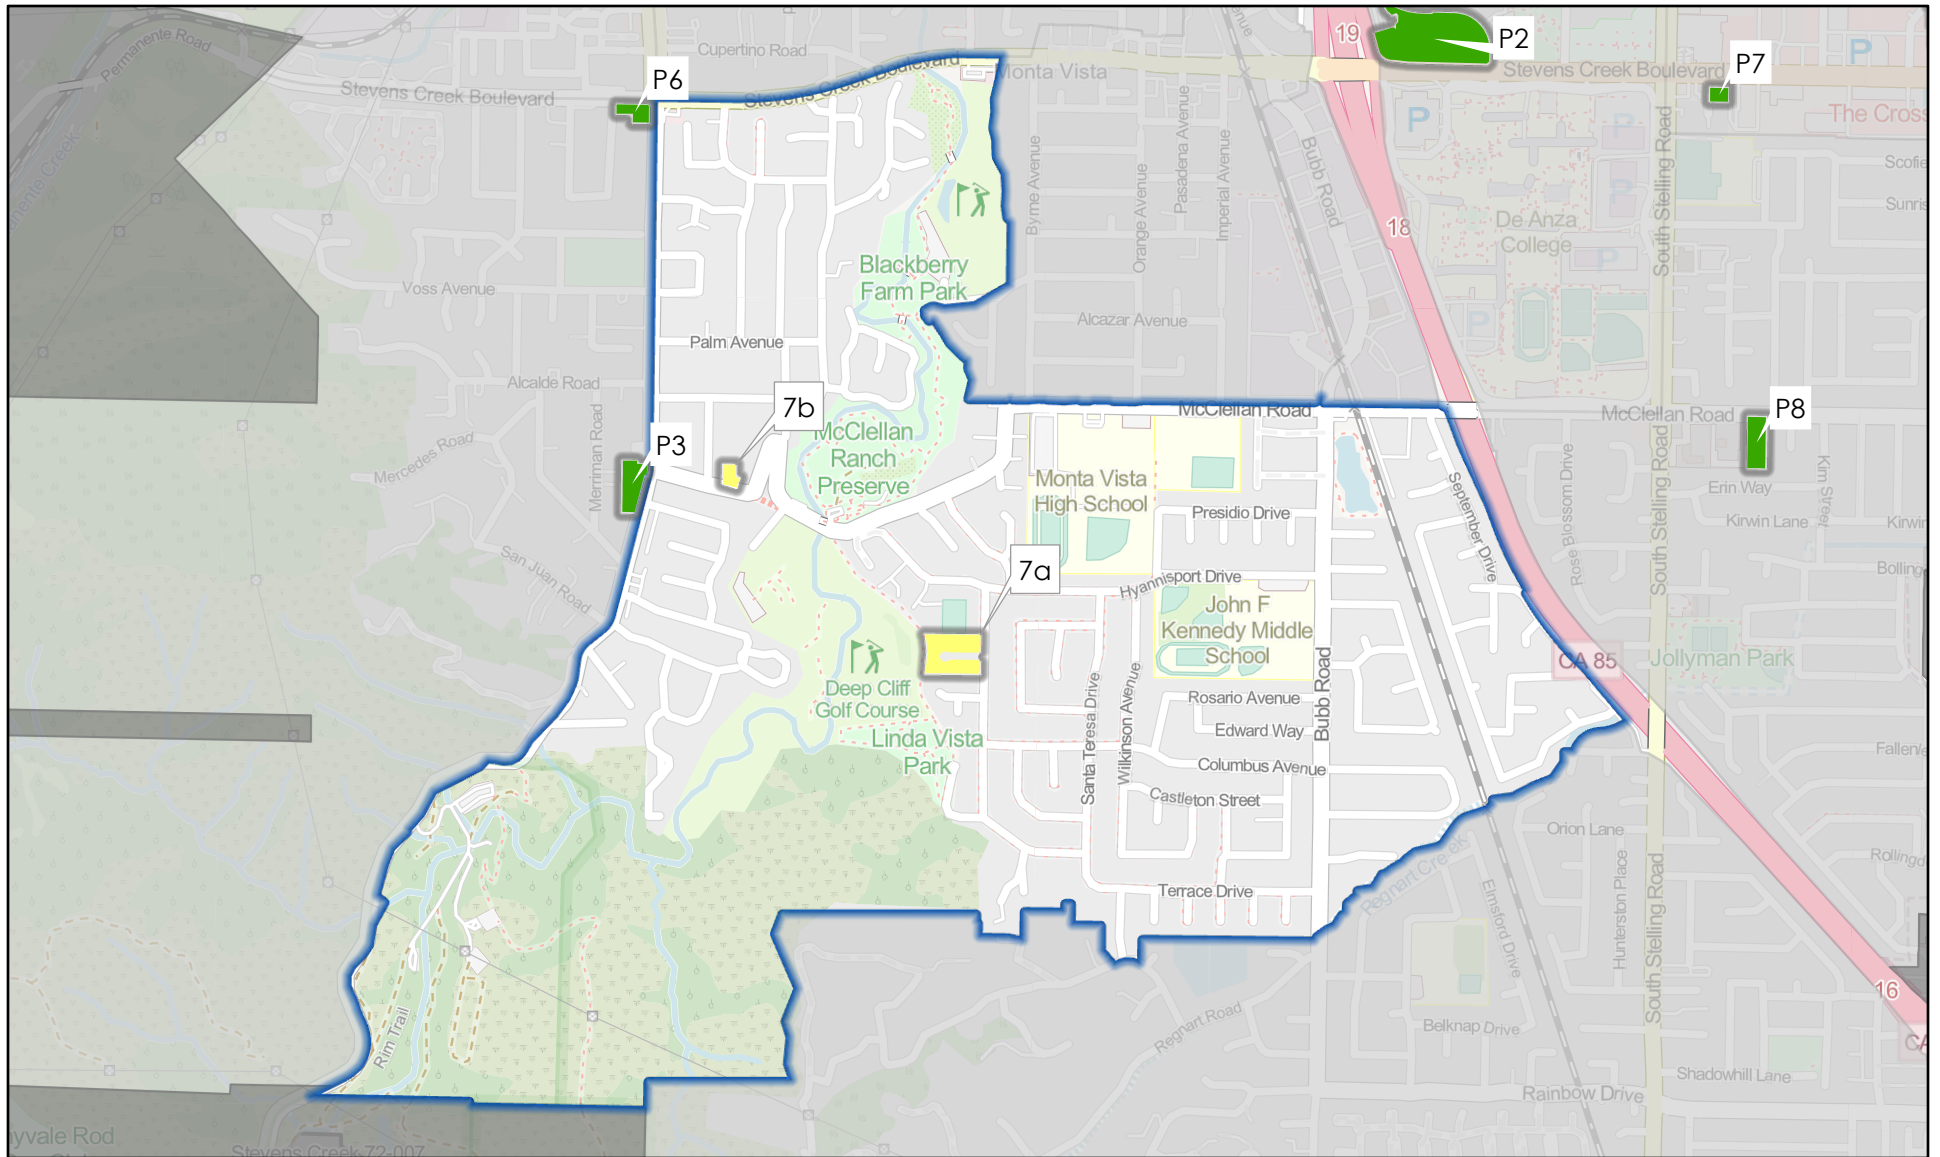 Permanente Road
Cupertino Road
19
P2
P6
Stevens Creek Boulevard
Stevens Creek Boulevard
Monta Vista
Stevens Creek Boulevard
P
P7
The Cross
P
P
Permanente Creek
Byrne Avenue
Orange Avenue
Pasadena Avenue
Imperial Avenue
Bubb Road
18
De Anza
College
P
P
South Stelling Road
Blackberry
Farm Park
Voss Avenue
Alcazar Avenue
P
Palm Avenue
Alcalde Road
7b
McClellan Road
McClellan Road
P8
Mercedes Road
Merriman Road
P3
McClellan
Ranch
Preserve
Monta Vista
High School
Presidio Drive
September Drive
Rose Blossom Drive
Erin Way
Kirwin Lane
Kim Street
San Juan Road
7a
Hyannisport Drive
John F
Kennedy Middle
School
South Stelling Road
CA 85
Jollyman Park
Deep Cliff
Golf Course
Linda Vista
Park
Santa Teresa Drive
Wilkinson Avenue
Rosario Avenue
Edward Way
Bubb Road
Columbus Avenue
Castleton Street
Orion Lane
Regnart Creek
Terrace Drive
Elmsford Drive
Hunterston Place
South Stelling Road
16
Rim Trail
Regnart Road
Belknap Drive
Shadowhill Lane
Rainbow Drive
Stevens Creek 72-007